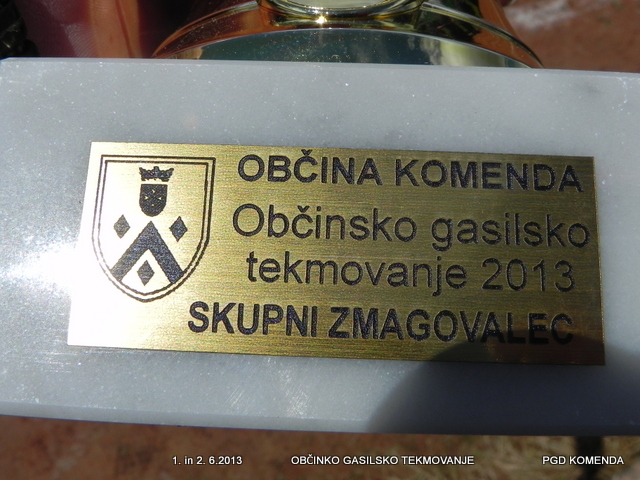 OBČINA KOMENDA
Občinsko gasilsko
tekmovanje 2013
SKUPNI ZMAGOVALEC
1. in 2. 6.2013 OBČINKO GASILSKO TEKMOVANJE PGD KOMENDA